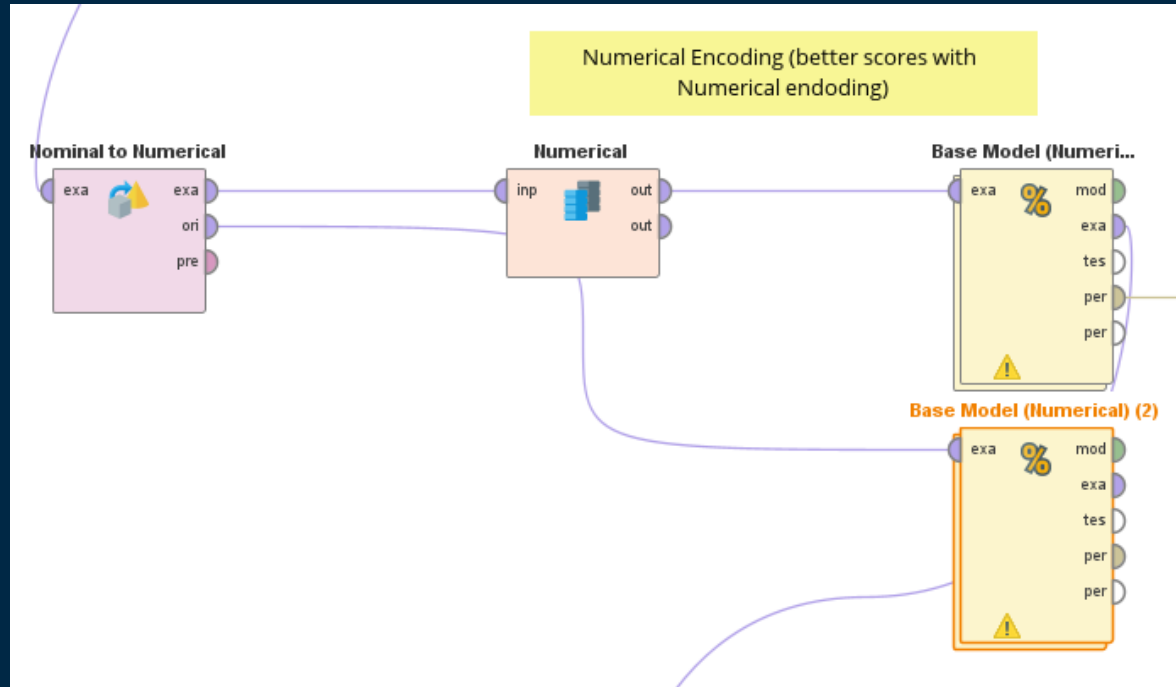 Numerical Encoding (better scores with
Numerical endoding)
Nominal to Numerical
exa
exa
ori
pre
Numerical
inp
out
out
Base Model (Numeri...
exa
mod
exa
tes
per
per
Base Model (Numerical) (2)
exa
mod
exa
tes
per
per